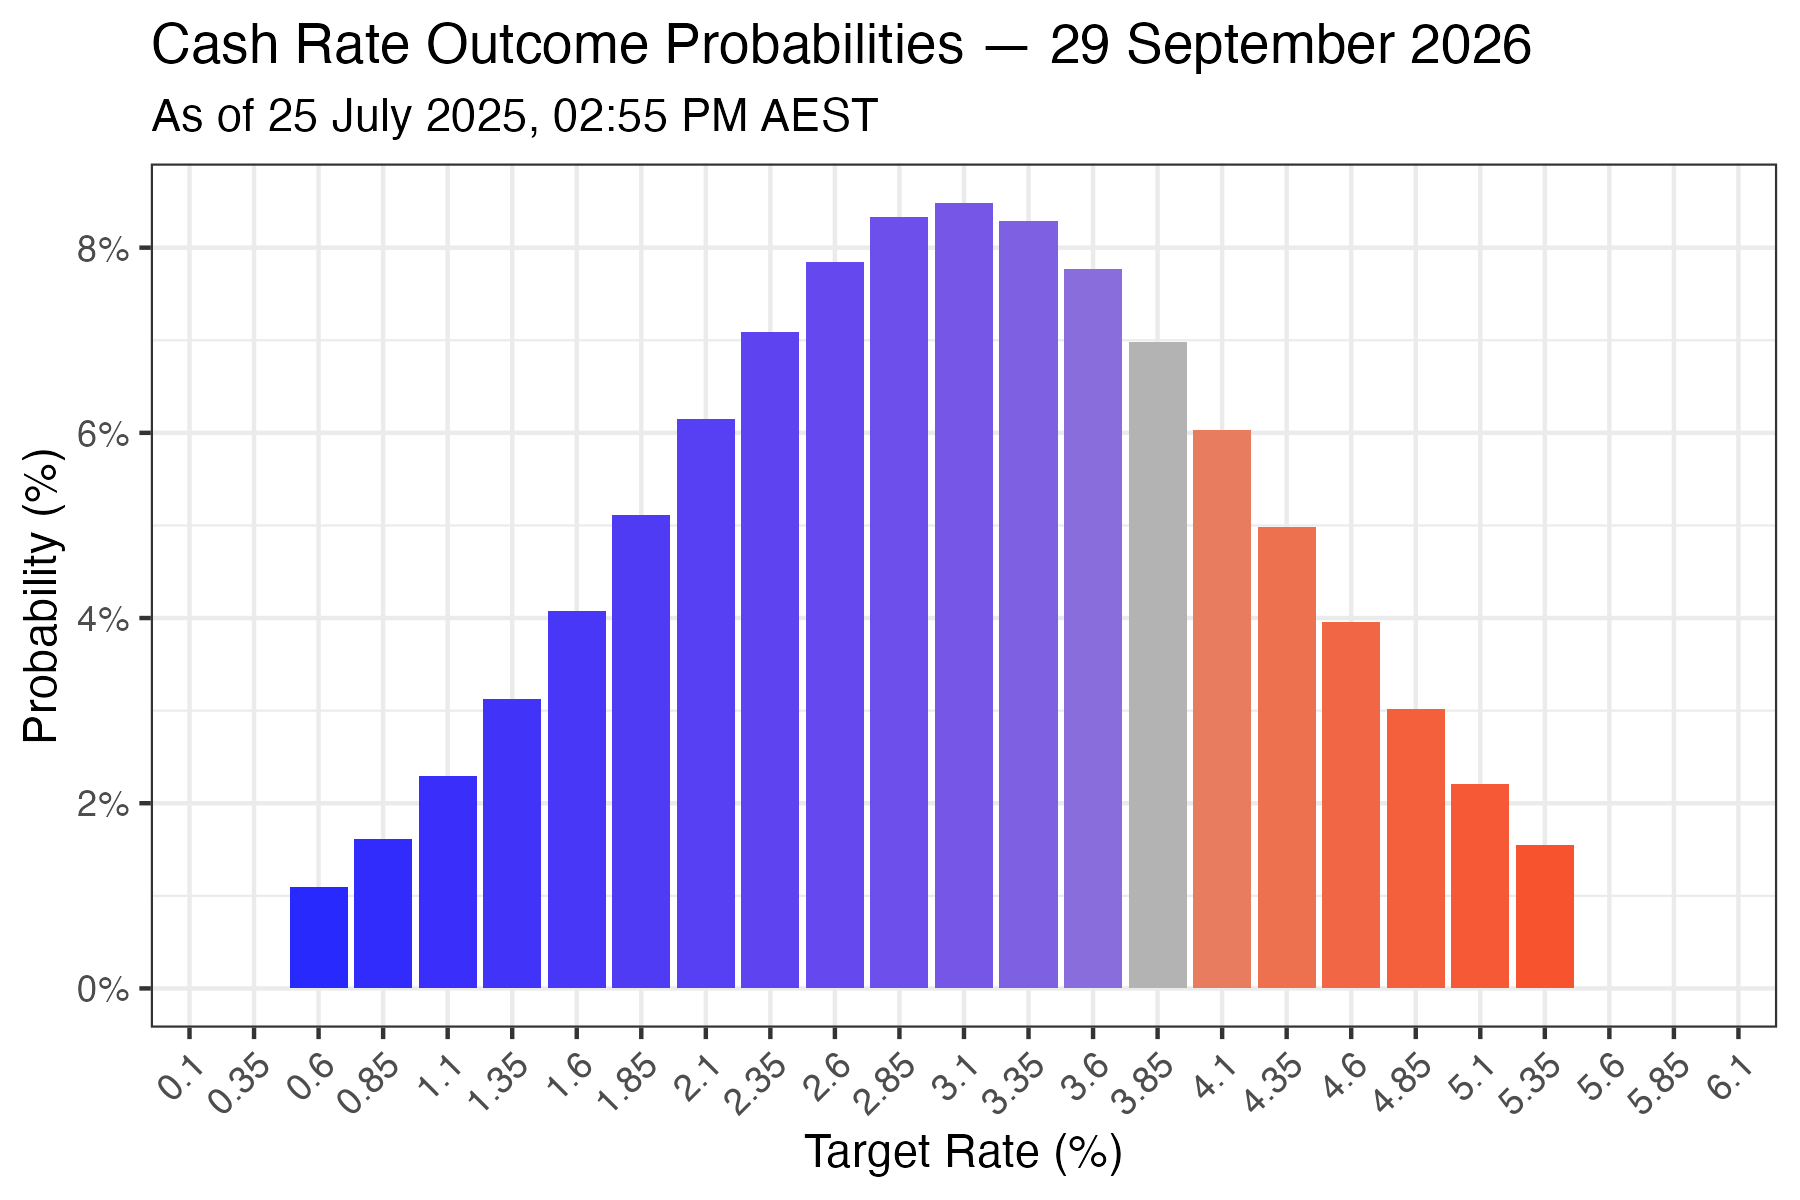 Cash Rate Outcome Probabilities — 29 September 2026
As of 25 July 2025, 02:55 PM AEST
Probability (%)
8%
6%
4%
2%
0%
0.1 0.35 0.6 0.85 1.1 1.35 1.6 1.85 2.1 2.35 2.6 2.85 3.1 3.35 3.6 3.85 4.1 4.35 4.6 4.85 5.1 5.35 5.6 5.85 6.1
Target Rate (%)